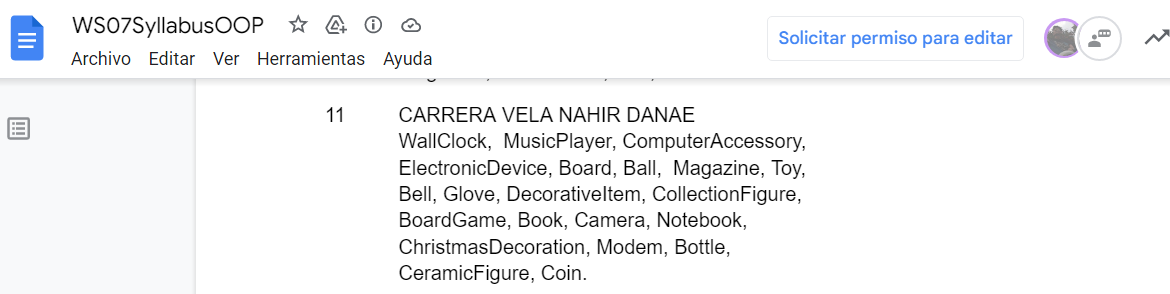 WS07SyllabusOOP
Archivo Editar Ver Herramientas Ayuda
Solicitar permiso para editar
11 CARRERA VELA NAHIR DANAE
WallClock, MusicPlayer, ComputerAccessory,
ElectronicDevice, Board, Ball, Magazine, Toy,
Bell, Glove, DecorativeItem, CollectionFigure,
BoardGame, Book, Camera, Notebook,
ChristmasDecoration, Modem, Bottle,
CeramicFigure, Coin.